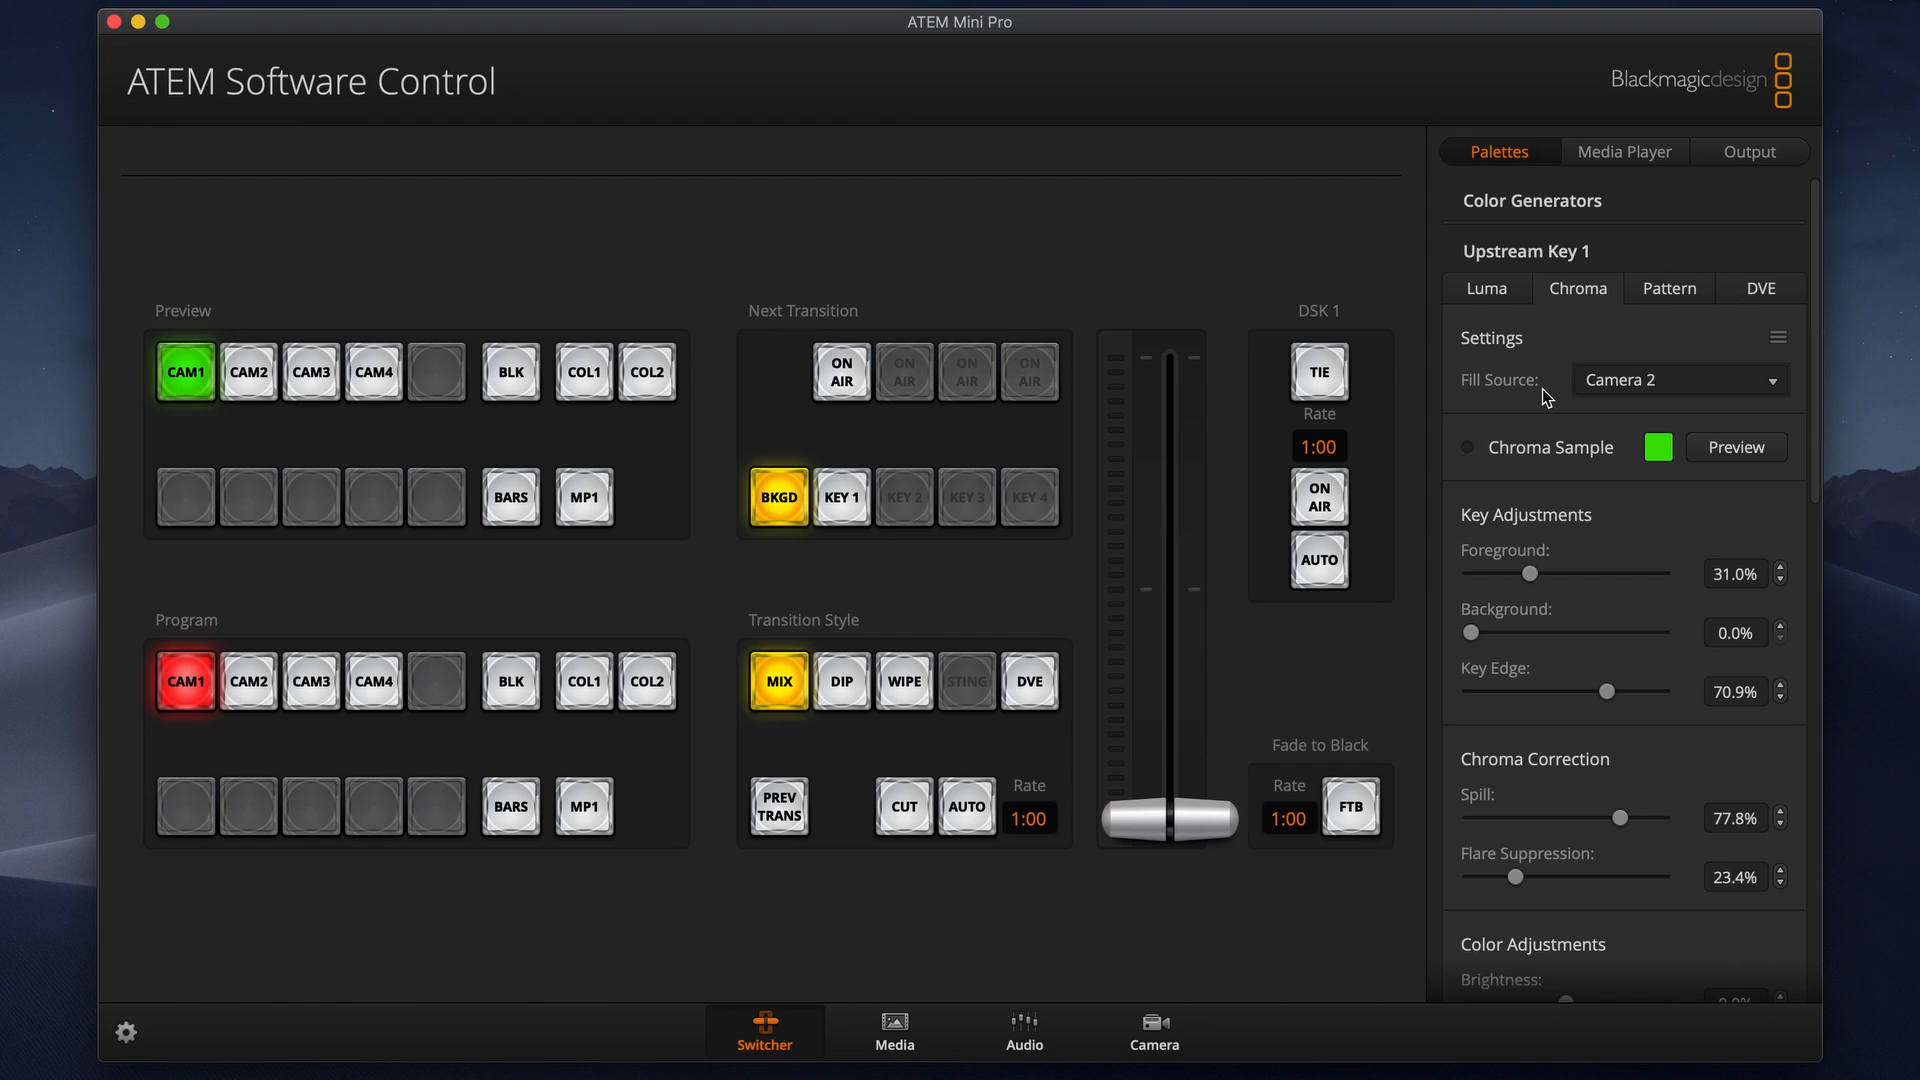 ATEM Mini Pro
ATEM Software Control
Blackmagicdesign
Palettes
Media Player
Output
Color Generators
Upstream Key 1
Luma
Chroma
Pattern
DVE
Settings
Fill Source:
Camera 2
Chroma Sample
Preview
Key Adjustments
Foreground:
31.0%
Background:
0.0%
Key Edge:
70.9%
Chroma Correction
Spill:
77.8%
Flare Suppression:
23.4%
Color Adjustments
Brightness:
0.0%
Preview
CAM1 CAM2 CAM3 CAM4 BLK COL1 COL2
BARS MP1
Next Transition
ON AIR ON AIR ON AIR ON AIR
BKGD KEY 1 KEY 2 KEY 3 KEY 4
DSK 1
TIE
Rate
1:00
ON AIR
AUTO
Program
CAM1 CAM2 CAM3 CAM4 BLK COL1 COL2
BARS MP1
Transition Style
MIX DIP WIPE STING DVE
PREV TRANS
CUT AUTO
Rate
1:00
Fade to Black
Rate
1:00
FTB
Switcher
Media
Audio
Camera